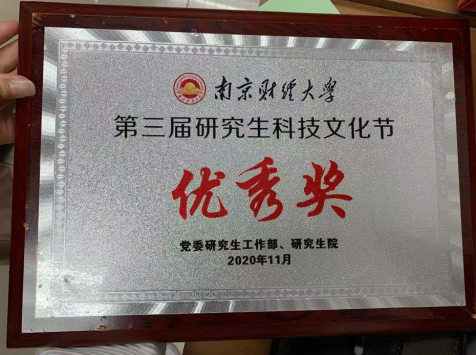 南京财经大学
第三届研究生科技文化节
优秀奖
党委研究生工作部、研究生院
2020年11月